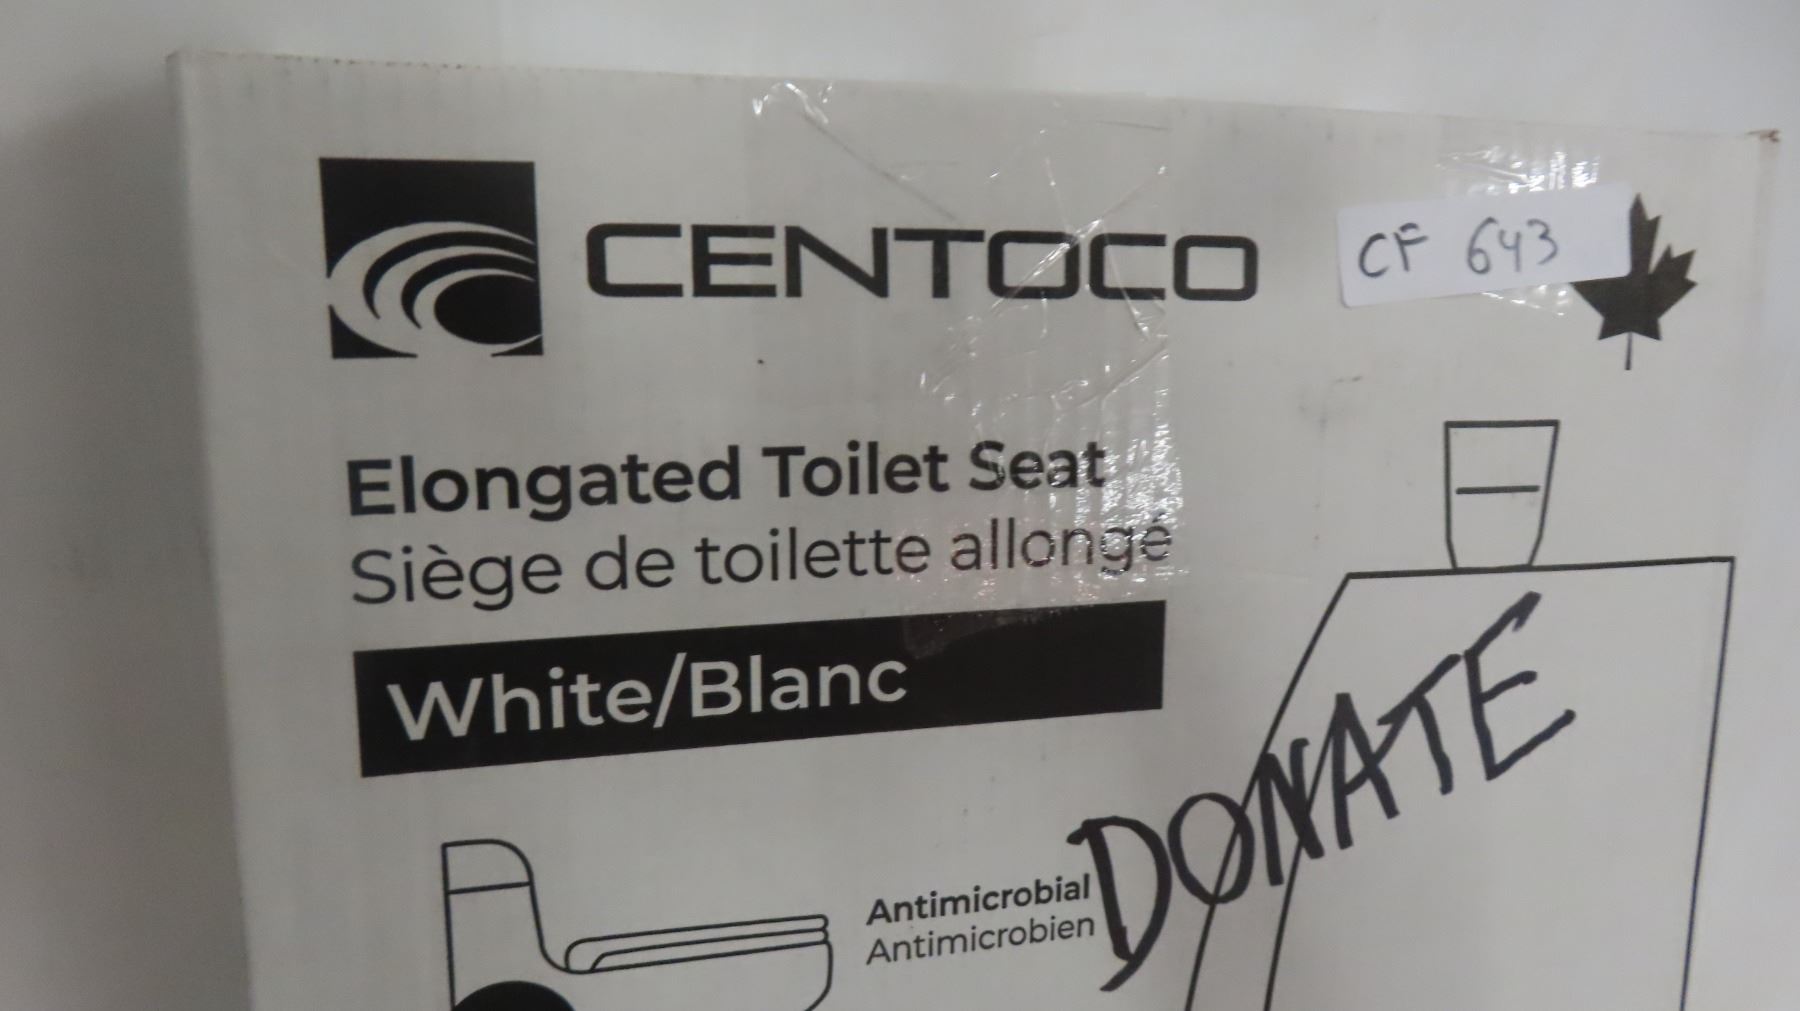 CENTOCO
CF 643
Elongated Toilet Seat
Siège de toilette allongé
White/Blanc
DONATE
Antimicrobial
Antimicrobien